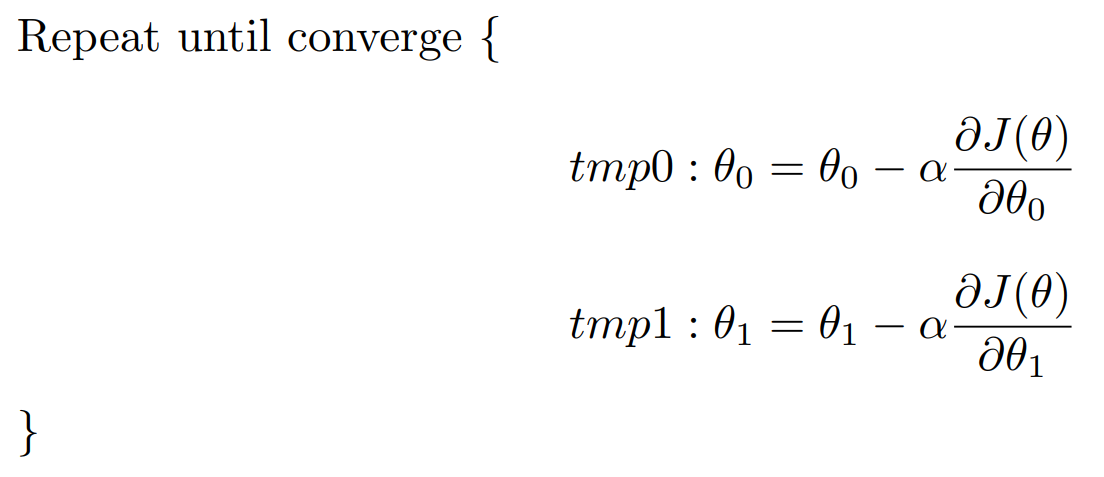 Repeat until converge {
tmp0 : θ₀ = θ₀ − α ∂J(θ)/∂θ₀
tmp1 : θ₁ = θ₁ − α ∂J(θ)/∂θ₁
}